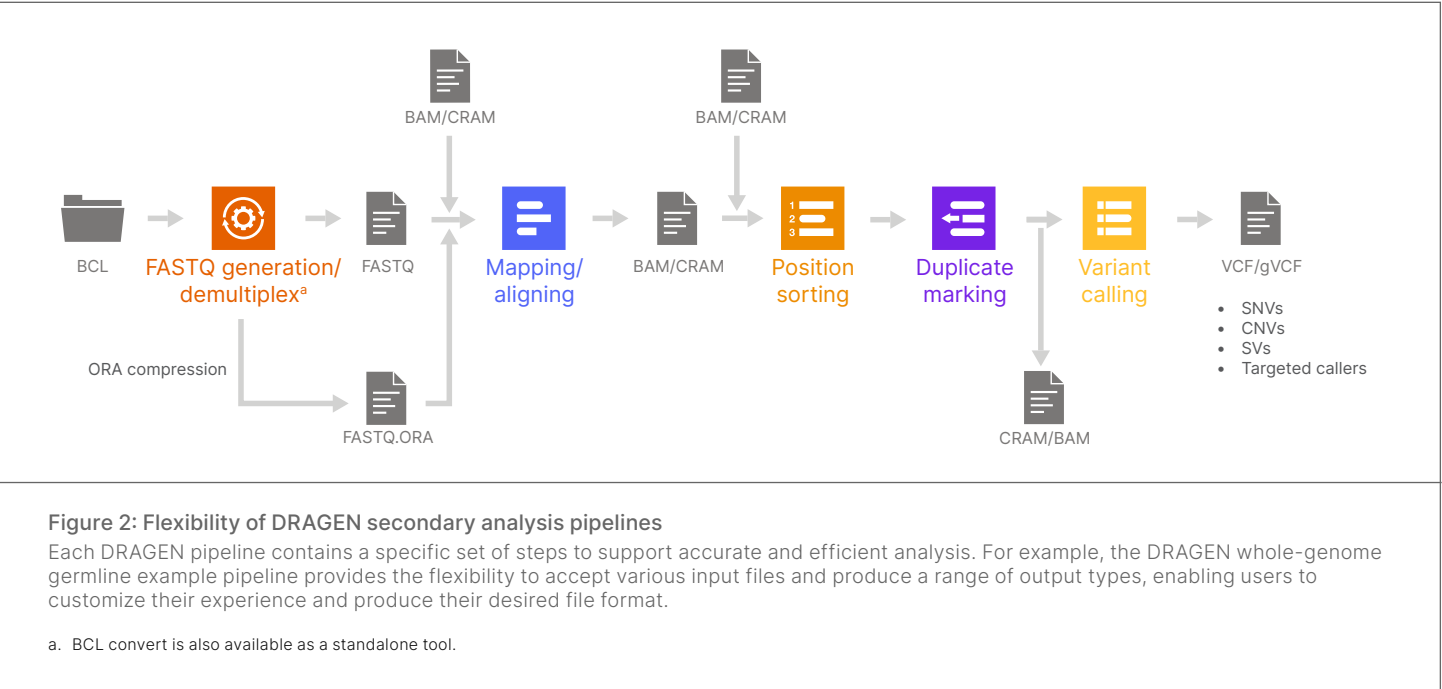 BAM/CRAM
BAM/CRAM
1
2
3
BCL
FASTQ generation/
demultiplexᵃ
FASTQ
Mapping/
aligning
BAM/CRAM
Position
sorting
Duplicate
marking
Variant
calling
VCF/gVCF
• SNVs
• CNVs
• SVs
• Targeted callers
ORA compression
FASTQ.ORA
CRAM/BAM
Figure 2: Flexibility of DRAGEN secondary analysis pipelines
Each DRAGEN pipeline contains a specific set of steps to support accurate and efficient analysis. For example, the DRAGEN whole-genome
germline example pipeline provides the flexibility to accept various input files and produce a range of output types, enabling users to
customize their experience and produce their desired file format.
a. BCL convert is also available as a standalone tool.